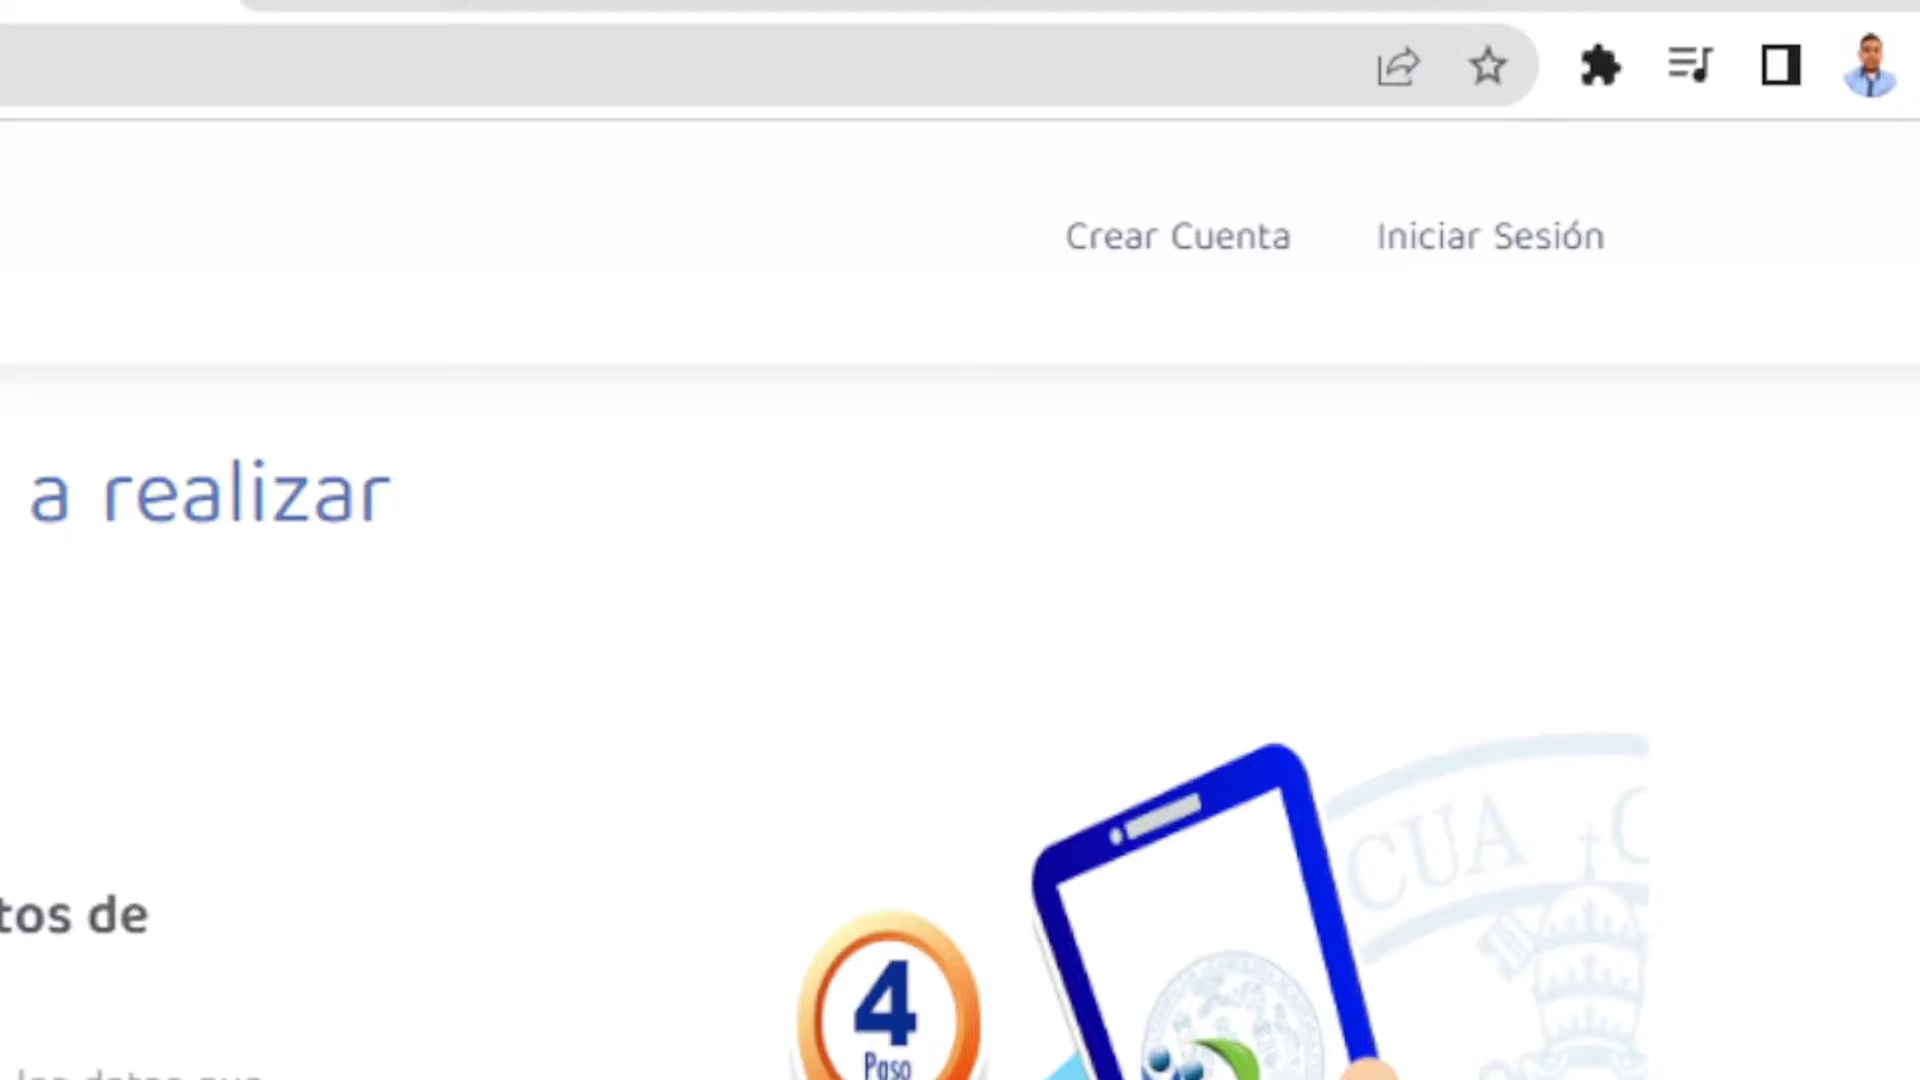 Crear Cuenta Iniciar Sesión
a realizar
CUA
tos de
4
Paso